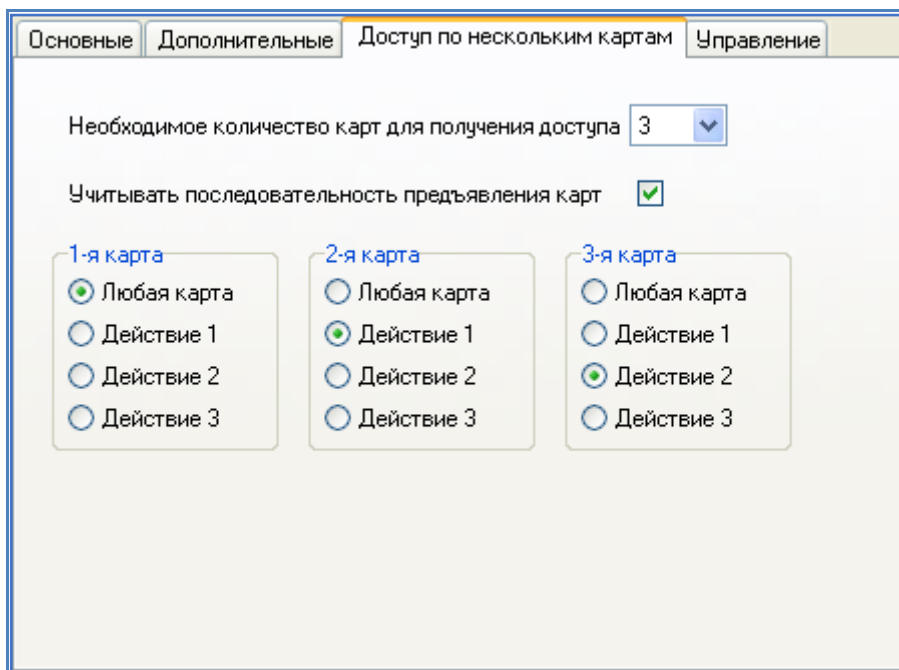 Основные Дополнительные Доступ по нескольким картам Управление
Необходимое количество карт для получения доступа 3
Учитывать последовательность предъявления карт
1-я карта 2-я карта 3-я карта
Любая карта Любая карта Любая карта
Действие 1 Действие 1 Действие 1
Действие 2 Действие 2 Действие 2
Действие 3 Действие 3 Действие 3